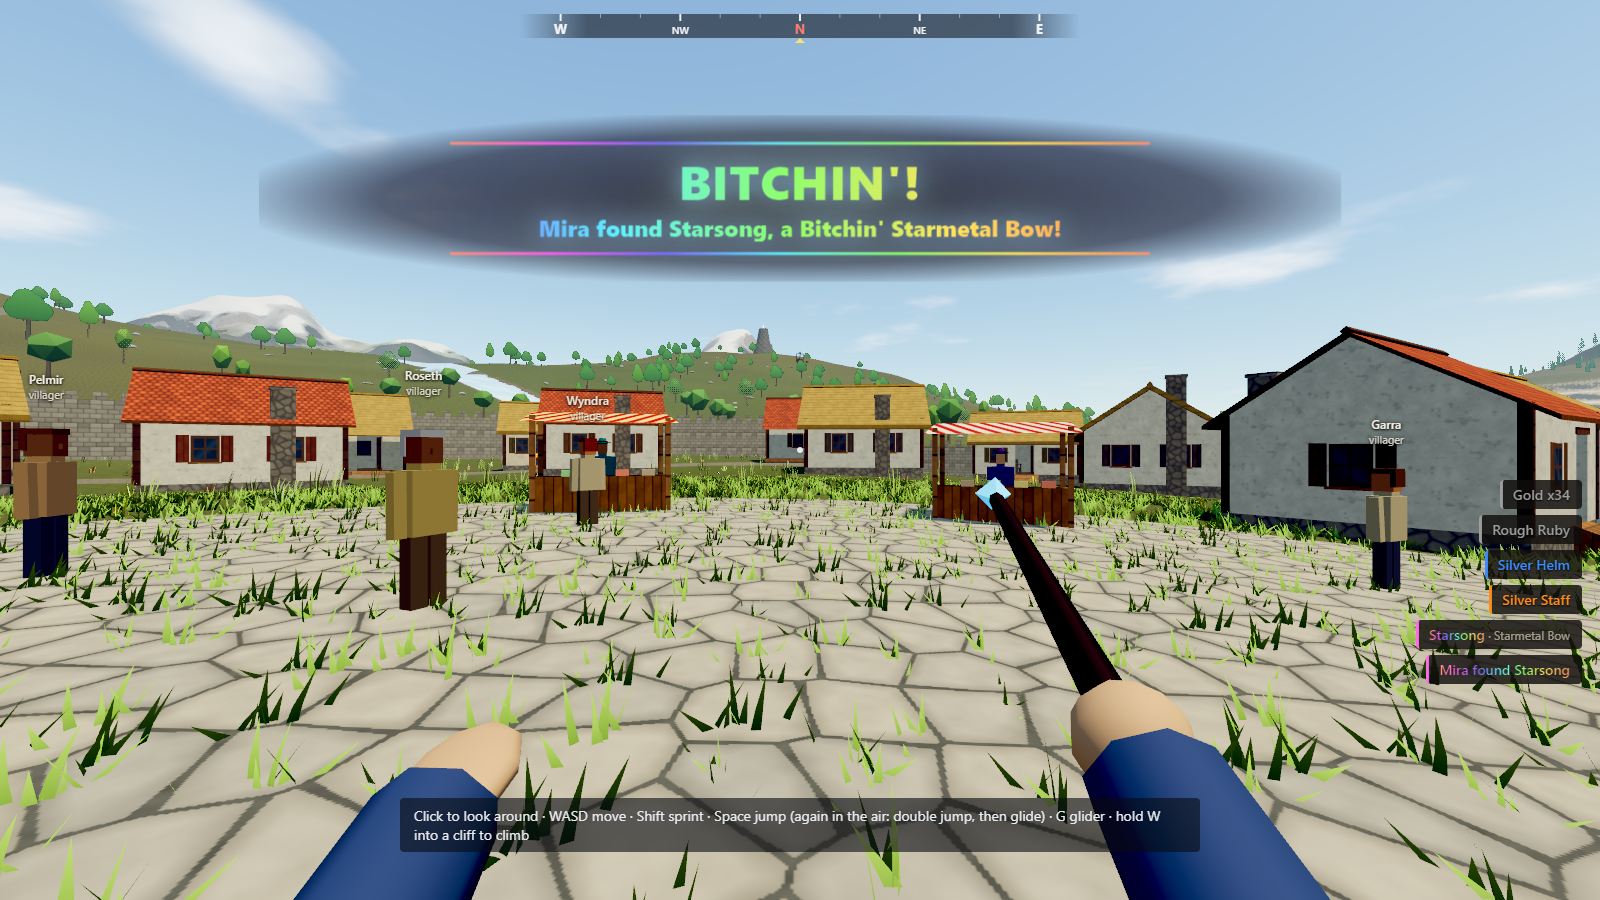 W NW N NE E
BITCHIN'!
Mira found Starsong, a Bitchin' Starmetal Bow!
Pelmir
villager
Roseth
villager
Wyndra
villager
Garra
villager
Gold x34
Rough Ruby
Silver Helm
Silver Staff
Starsong · Starmetal Bow
Mira found Starsong
Click to look around · WASD move · Shift sprint · Space jump (again in the air: double jump, then glide) · G glider · hold W
into a cliff to climb